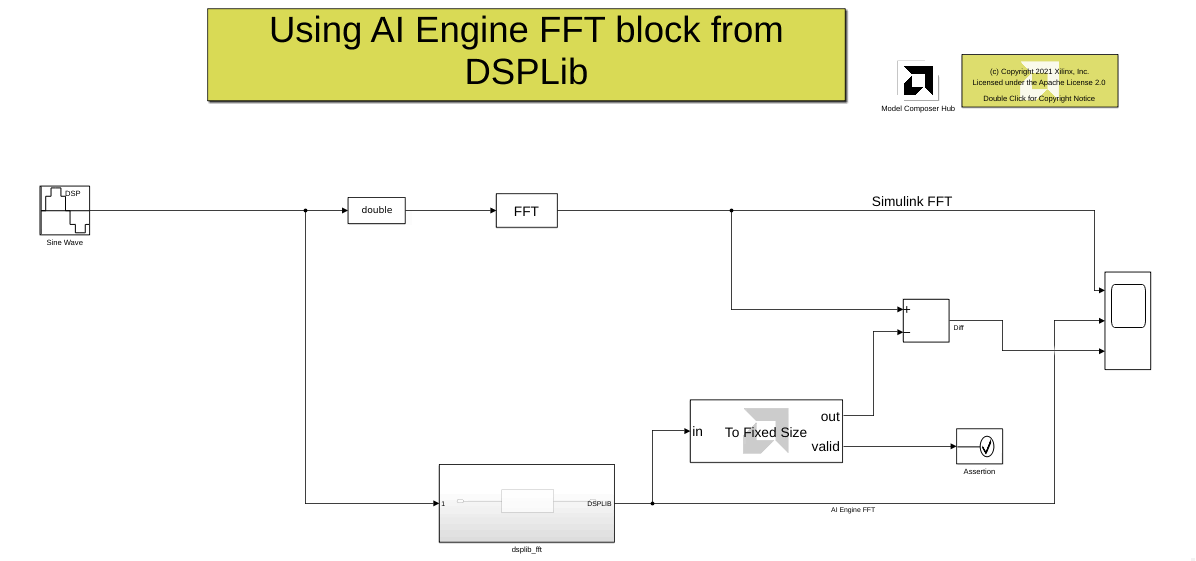 Using AI Engine FFT block from
DSPLib
(c) Copyright 2021 Xilinx, Inc.
Licensed under the Apache License 2.0
Double Click for Copyright Notice
Model Composer Hub
DSP
Sine Wave
double
FFT
Simulink FFT
+
−
Diff
in
To Fixed Size
out
valid
Assertion
1
DSPLIB
dsplib_fft
AI Engine FFT